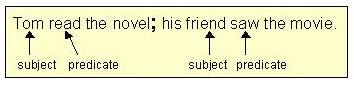 Tom read the novel; his friend saw the movie.
subject predicate subject predicate